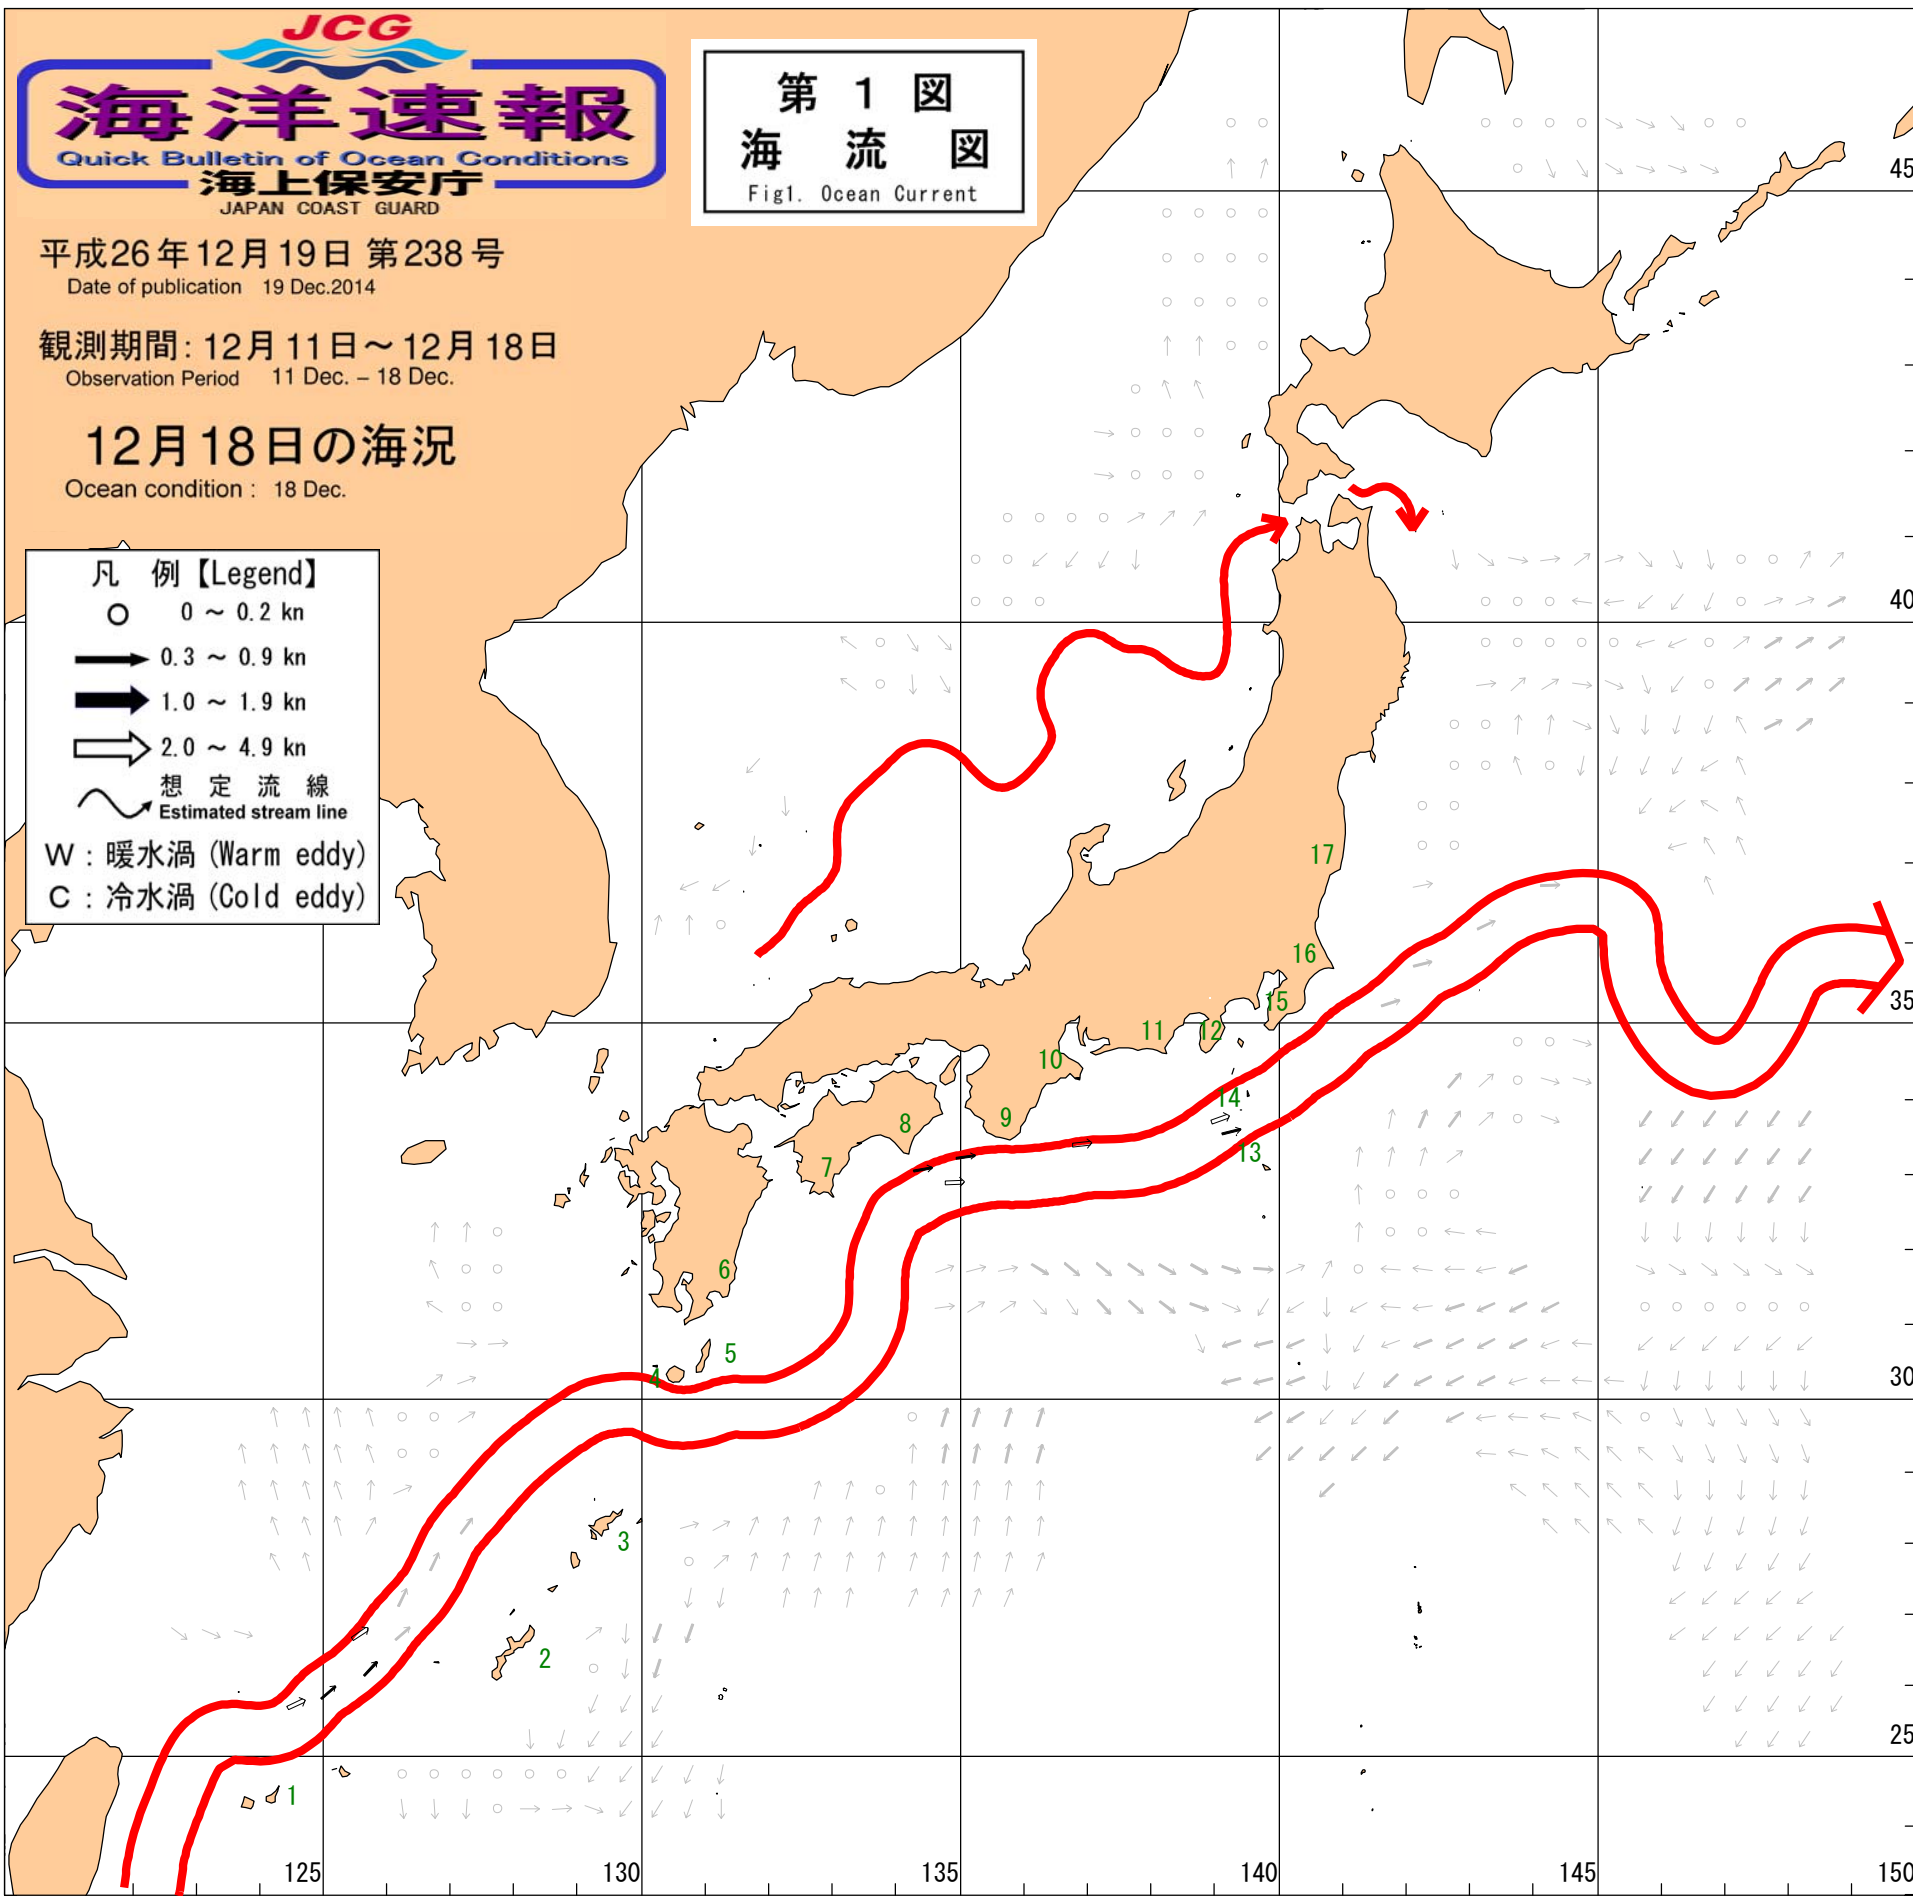 JCG
海洋速報
Quick Bulletin of Ocean Conditions
海上保安庁
JAPAN COAST GUARD
第 1 図
海 流 図
Fig1. Ocean Current
平成26年12月19日 第238号
Date of publication 19 Dec.2014
観測期間: 12月11日～12月18日
Observation Period 11 Dec. – 18 Dec.
12月18日の海況
Ocean condition : 18 Dec.
凡 例【Legend】
0 ～ 0.2 kn
0.3 ～ 0.9 kn
1.0 ～ 1.9 kn
2.0 ～ 4.9 kn
想 定 流 線
Estimated stream line
W : 暖水渦 (Warm eddy)
C : 冷水渦 (Cold eddy)
45
40
35
30
25
17
16
15
12
11
10
14
13
9
8
7
6
5
4
3
2
1
125
130
135
140
145
150